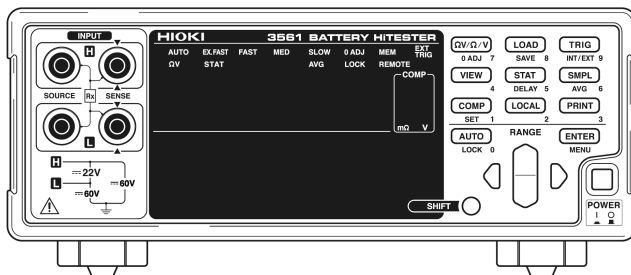 INPUT
H
SOURCE Rx SENSE
L
H
⎓22V
L
⎓60V
⎓60V
HIOKI 3561 BATTERY HiTESTER
AUTO EX.FAST FAST MED SLOW 0 ADJ MEM EXT TRIG
ΩV STAT AVG LOCK REMOTE
COMP
mΩ V
SHIFT
ΩV/Ω/V LOAD TRIG
0 ADJ 7 SAVE 8 INT/EXT 9
VIEW STAT SMPL
4 DELAY 5 AVG 6
COMP LOCAL PRINT
SET 1 2 3
AUTO RANGE ENTER
LOCK 0 MENU
POWER
I O